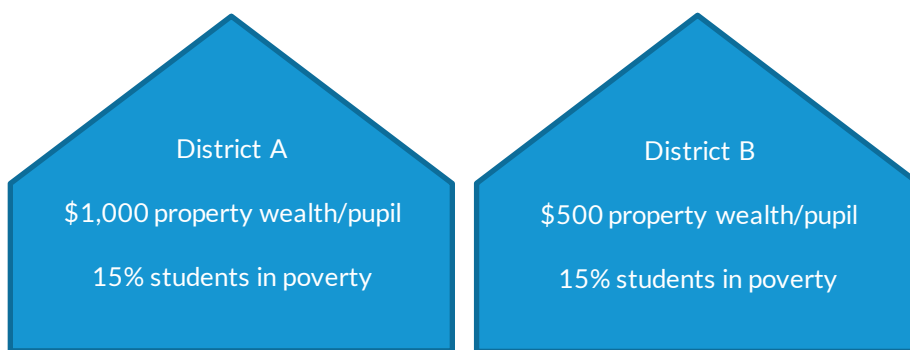 District A
$1,000 property wealth/pupil
15% students in poverty
District B
$500 property wealth/pupil
15% students in poverty